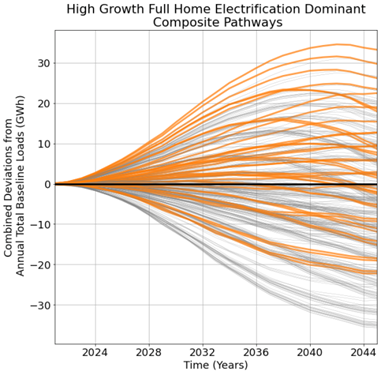 High Growth Full Home Electrification Dominant
Composite Pathways
Combined Deviations from
Annual Total Baseline Loads (GWh)
30
20
10
0
−10
−20
−30
2024 2028 2032 2036 2040 2044
Time (Years)